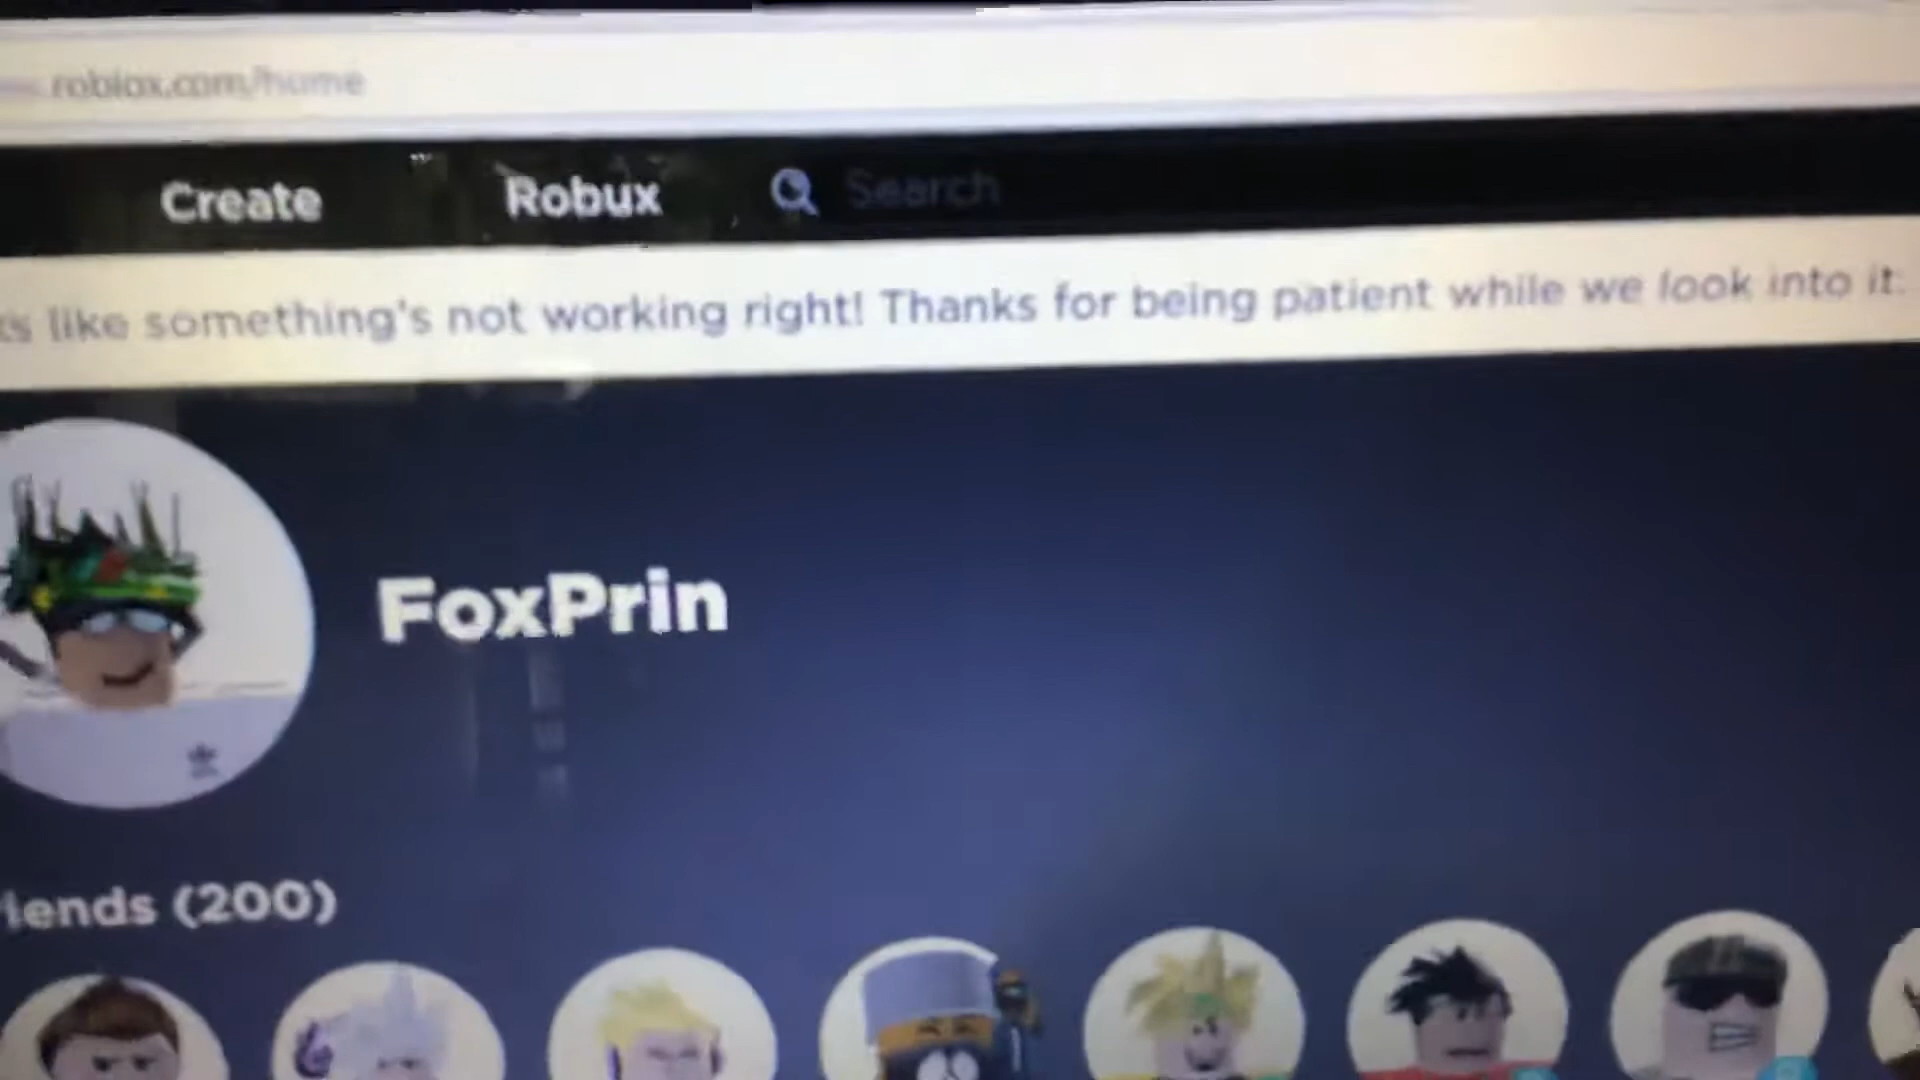 roblox.com/home
Create Robux Search
ts like something's not working right! Thanks for being patient while we look into it.
FoxPrin
iends (200)